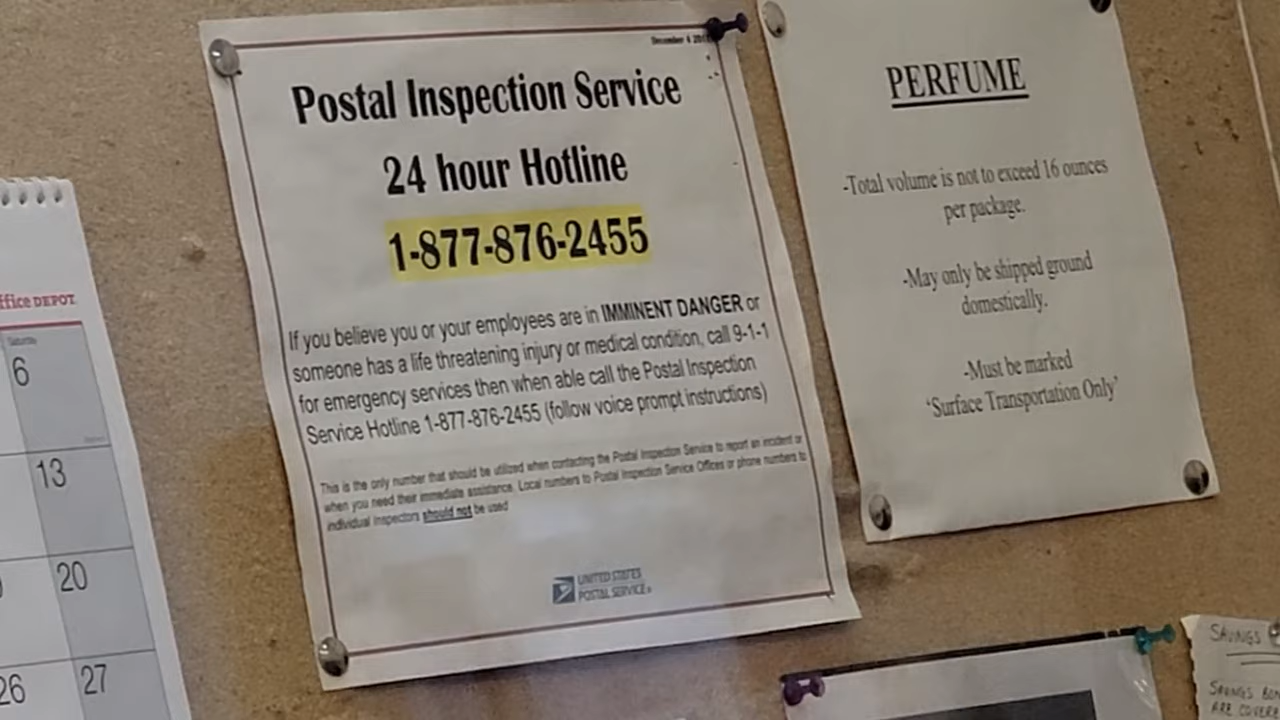 Office DEPOT
Saturday
6
13
20
26
27
December 4
Postal Inspection Service
24 hour Hotline
1-877-876-2455
If you believe you or your employees are in IMMINENT DANGER or
someone has a life threatening injury or medical condition, call 9-1-1
for emergency services then when able call the Postal Inspection
Service Hotline 1-877-876-2455 (follow voice prompt instructions)
This is the only number that should be utilized when contacting the Postal Inspection Service to report an incident or
when you need their immediate assistance. Local numbers to Postal Inspection Service Offices or phone numbers to
individual Inspectors should not be used
UNITED STATES
POSTAL SERVICE®
PERFUME
-Total volume is not to exceed 16 ounces
per package.
-May only be shipped ground
domestically.
-Must be marked
‘Surface Transportation Only’
SAVINGS
SAVINGS
ARE